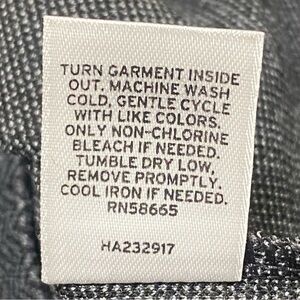 TURN GARMENT INSIDE
OUT. MACHINE WASH
COLD, GENTLE CYCLE
WITH LIKE COLORS.
ONLY NON-CHLORINE
BLEACH IF NEEDED.
TUMBLE DRY LOW,
REMOVE PROMPTLY.
COOL IRON IF NEEDED.
RN58665
HA232917